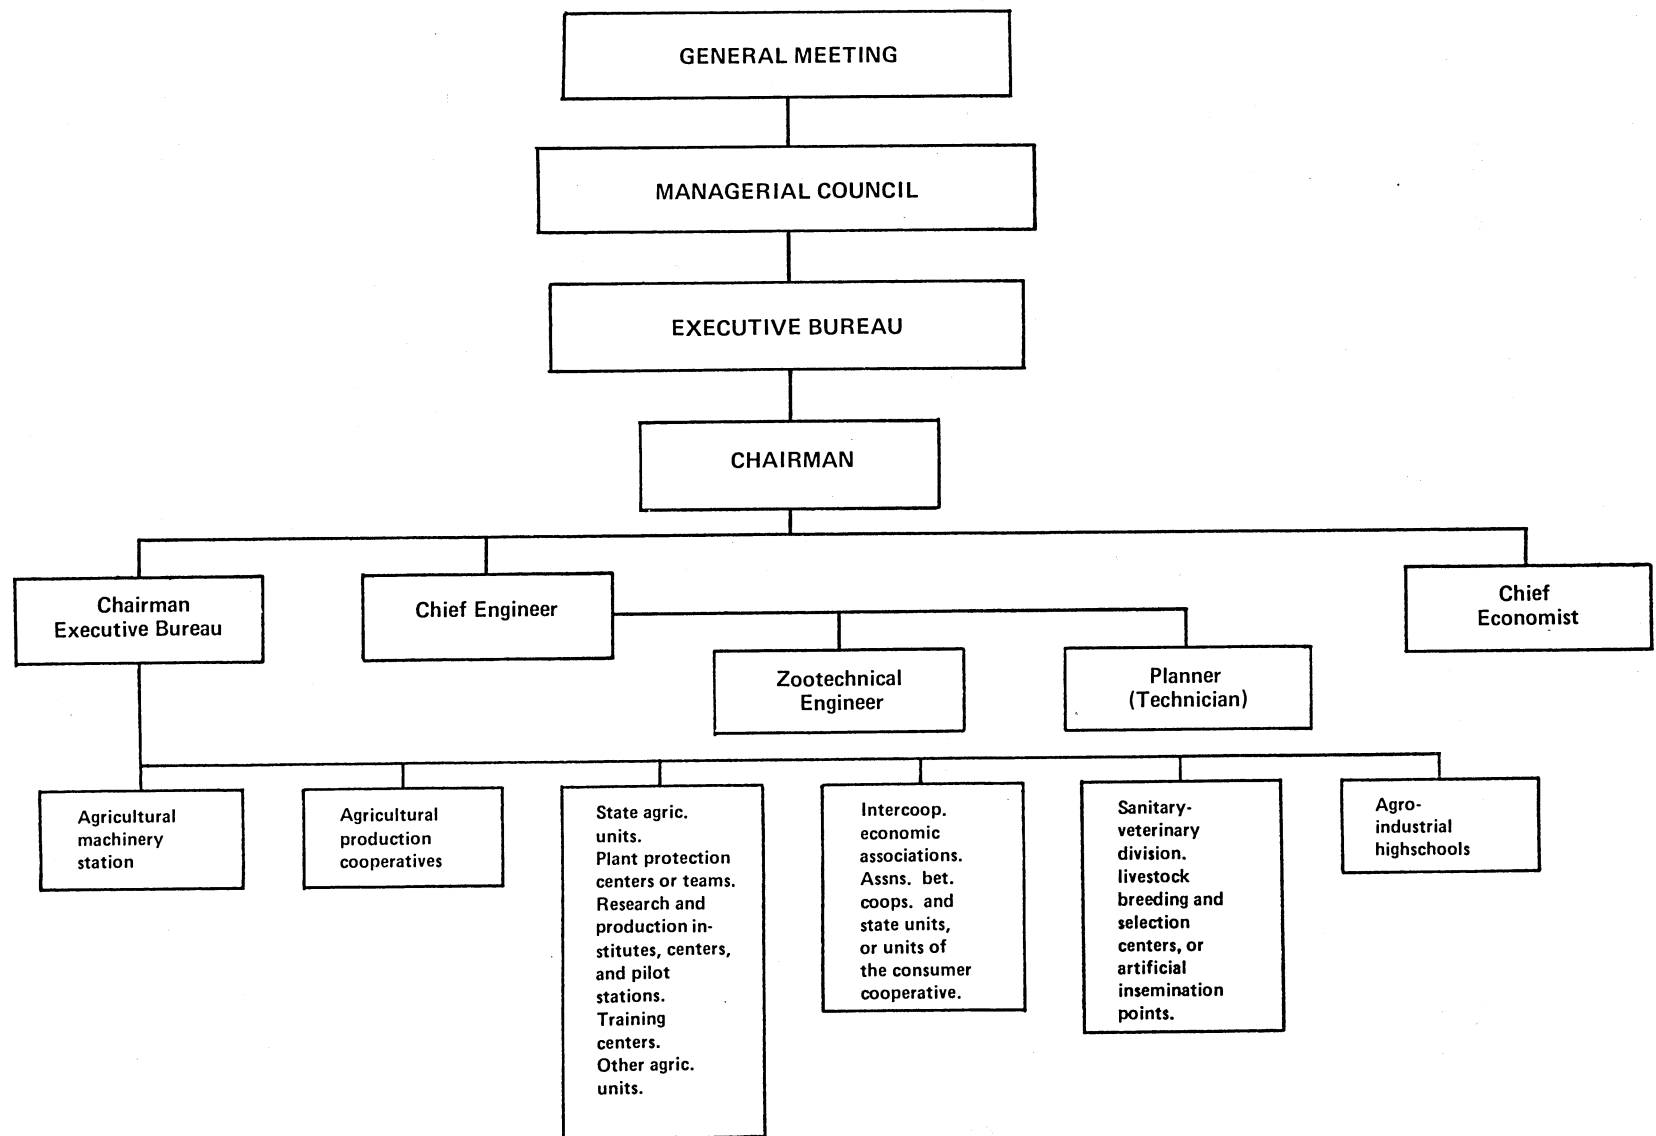 GENERAL MEETING
MANAGERIAL COUNCIL
EXECUTIVE BUREAU
CHAIRMAN
Chairman
Executive Bureau
Chief Engineer
Chief
Economist
Zootechnical
Engineer
Planner
(Technician)
Agricultural
machinery
station
Agricultural
production
cooperatives
State agric.
units.
Plant protection
centers or teams.
Research and
production in-
stitutes, centers,
and pilot
stations.
Training
centers.
Other agric.
units.
Intercoop.
economic
associations.
Assns. bet.
coops. and
state units,
or units of
the consumer
cooperative.
Sanitary-
veterinary
division.
livestock
breeding and
selection
centers, or
artificial
insemination
points.
Agro-
industrial
highschools